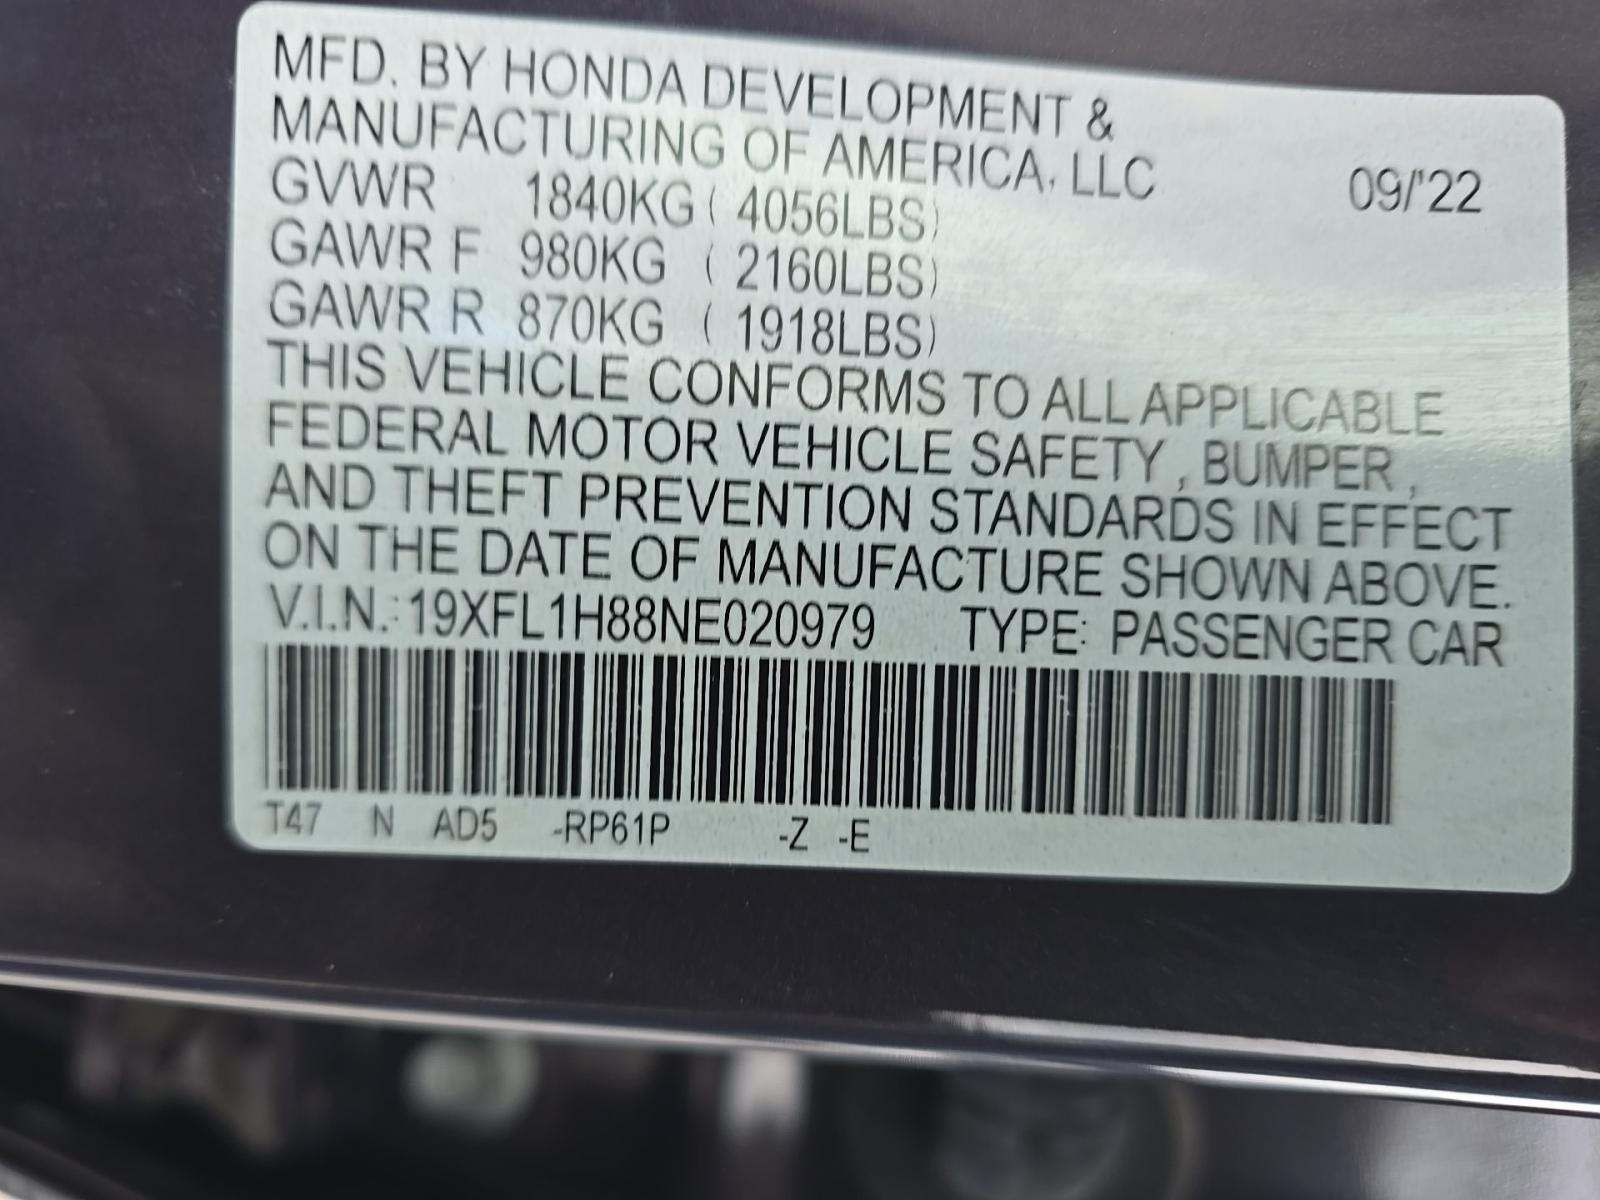 MFD. BY HONDA DEVELOPMENT &
MANUFACTURING OF AMERICA, LLC 09/'22
GVWR 1840KG ( 4056LBS)
GAWR F 980KG ( 2160LBS)
GAWR R 870KG ( 1918LBS)
THIS VEHICLE CONFORMS TO ALL APPLICABLE
FEDERAL MOTOR VEHICLE SAFETY , BUMPER ,
AND THEFT PREVENTION STANDARDS IN EFFECT
ON THE DATE OF MANUFACTURE SHOWN ABOVE.
V.I.N.: 19XFL1H88NE020979 TYPE: PASSENGER CAR
T47 N AD5 -RP61P -Z -E